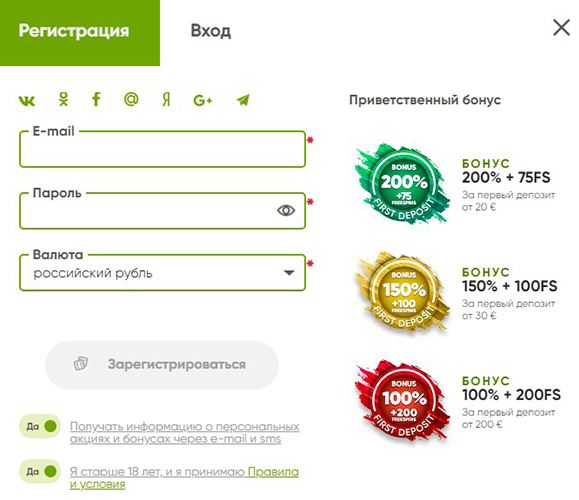 Регистрация
Вход
Приветственный бонус
E-mail
*
Пароль
*
Валюта
*
российский рубль
Зарегистрироваться
Да
Получать информацию о персональных
акциях и бонусах через e-mail и sms
Да
Я старше 18 лет, и я принимаю Правила
и условия
BONUS
200%
+75
FREESPINS
FIRST DEPOSIT
БОНУС
200% + 75FS
За первый депозит
от 20 €
BONUS
150%
+100
FREESPINS
FIRST DEPOSIT
БОНУС
150% + 100FS
За первый депозит
от 30 €
BONUS
100%
+200
FREESPINS
FIRST DEPOSIT
БОНУС
100% + 200FS
За первый депозит
от 200 €